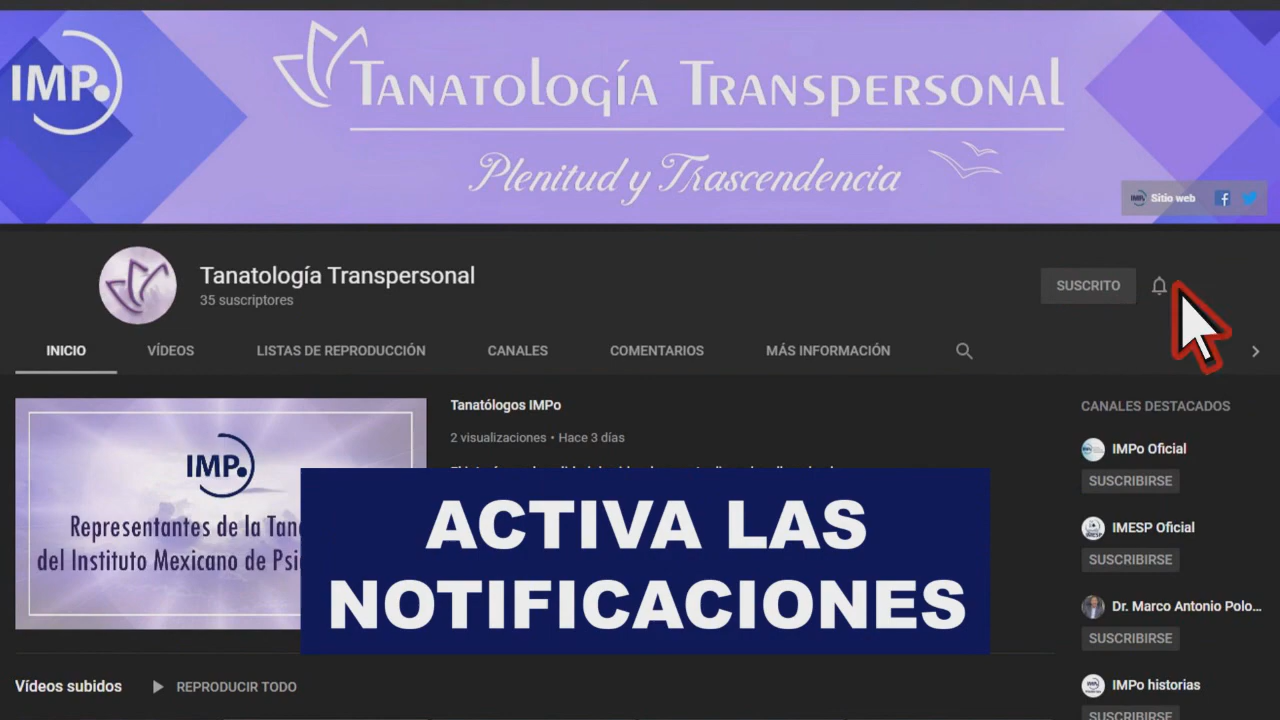 IMP.
TANATología TRANSpERSONAl
Plenitud y Trascendencia
Sitio web
Tanatología Transpersonal
35 suscriptores
SUSCRITO
INICIO
VÍDEOS
LISTAS DE REPRODUCCIÓN
CANALES
COMENTARIOS
MÁS INFORMACIÓN
Tanatólogos IMPo
2 visualizaciones • Hace 3 días
IMP.
Representantes de la Tan
del Instituto Mexicano de Psi
ACTIVA LAS
NOTIFICACIONES
CANALES DESTACADOS
IMPo Oficial
SUSCRIBIRSE
IMESP Oficial
SUSCRIBIRSE
Dr. Marco Antonio Polo...
SUSCRIBIRSE
IMPo historias
SUSCRIBIRSE
Vídeos subidos
REPRODUCIR TODO